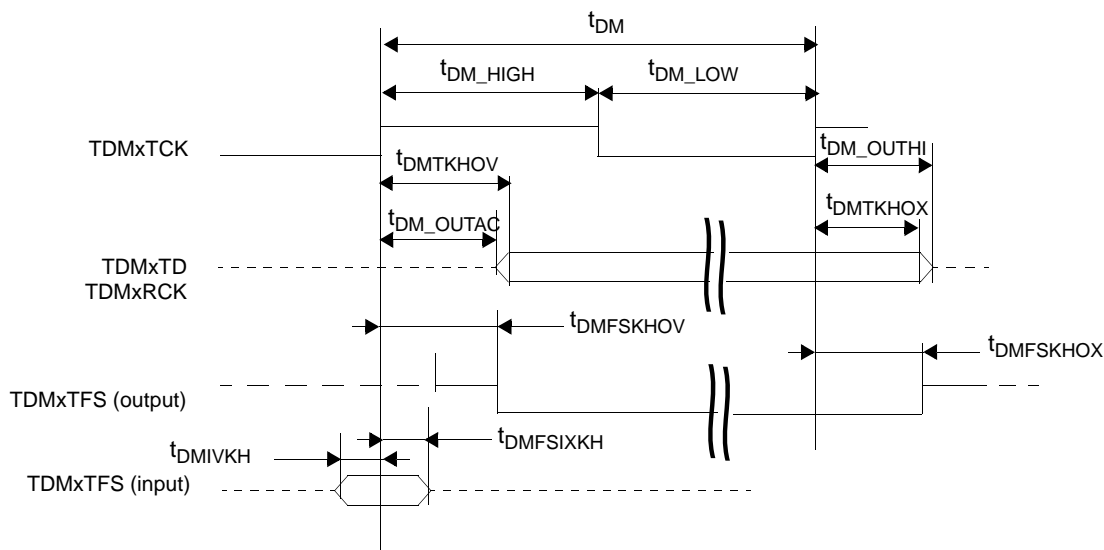 tDM
tDM_HIGH
tDM_LOW
TDMxTCK
tDM_OUTHI
tDMTKHOV
tDMTKHOX
tDM_OUTAC
TDMxTD
TDMxRCK
tDMFSKHOV
tDMFSKHOX
TDMxTFS (output)
tDMIVKH
tDMFSIXKH
TDMxTFS (input)